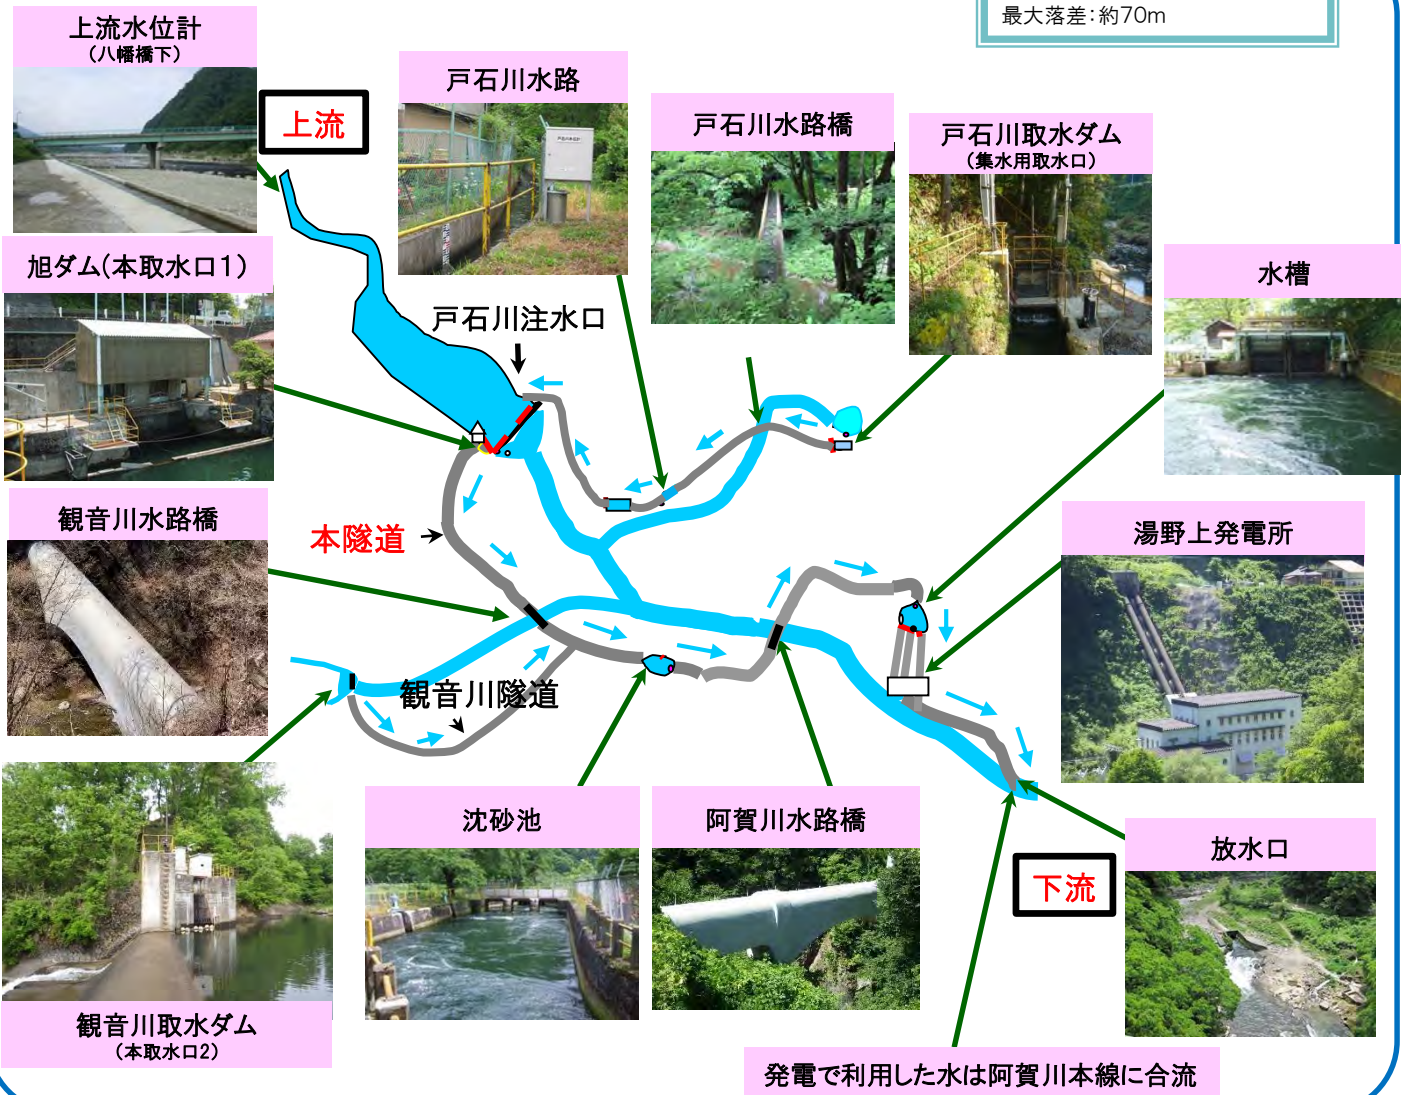 最大落差：約70m
上流水位計
（八幡橋下）
上流
戸石川水路
戸石川水路橋
戸石川取水ダム
（集水用取水口）
旭ダム（本取水口１）
水槽
戸石川注水口
観音川水路橋
本隧道
湯野上発電所
観音川隧道
沈砂池
阿賀川水路橋
下流
放水口
観音川取水ダム
（本取水口2）
発電で利用した水は阿賀川本線に合流